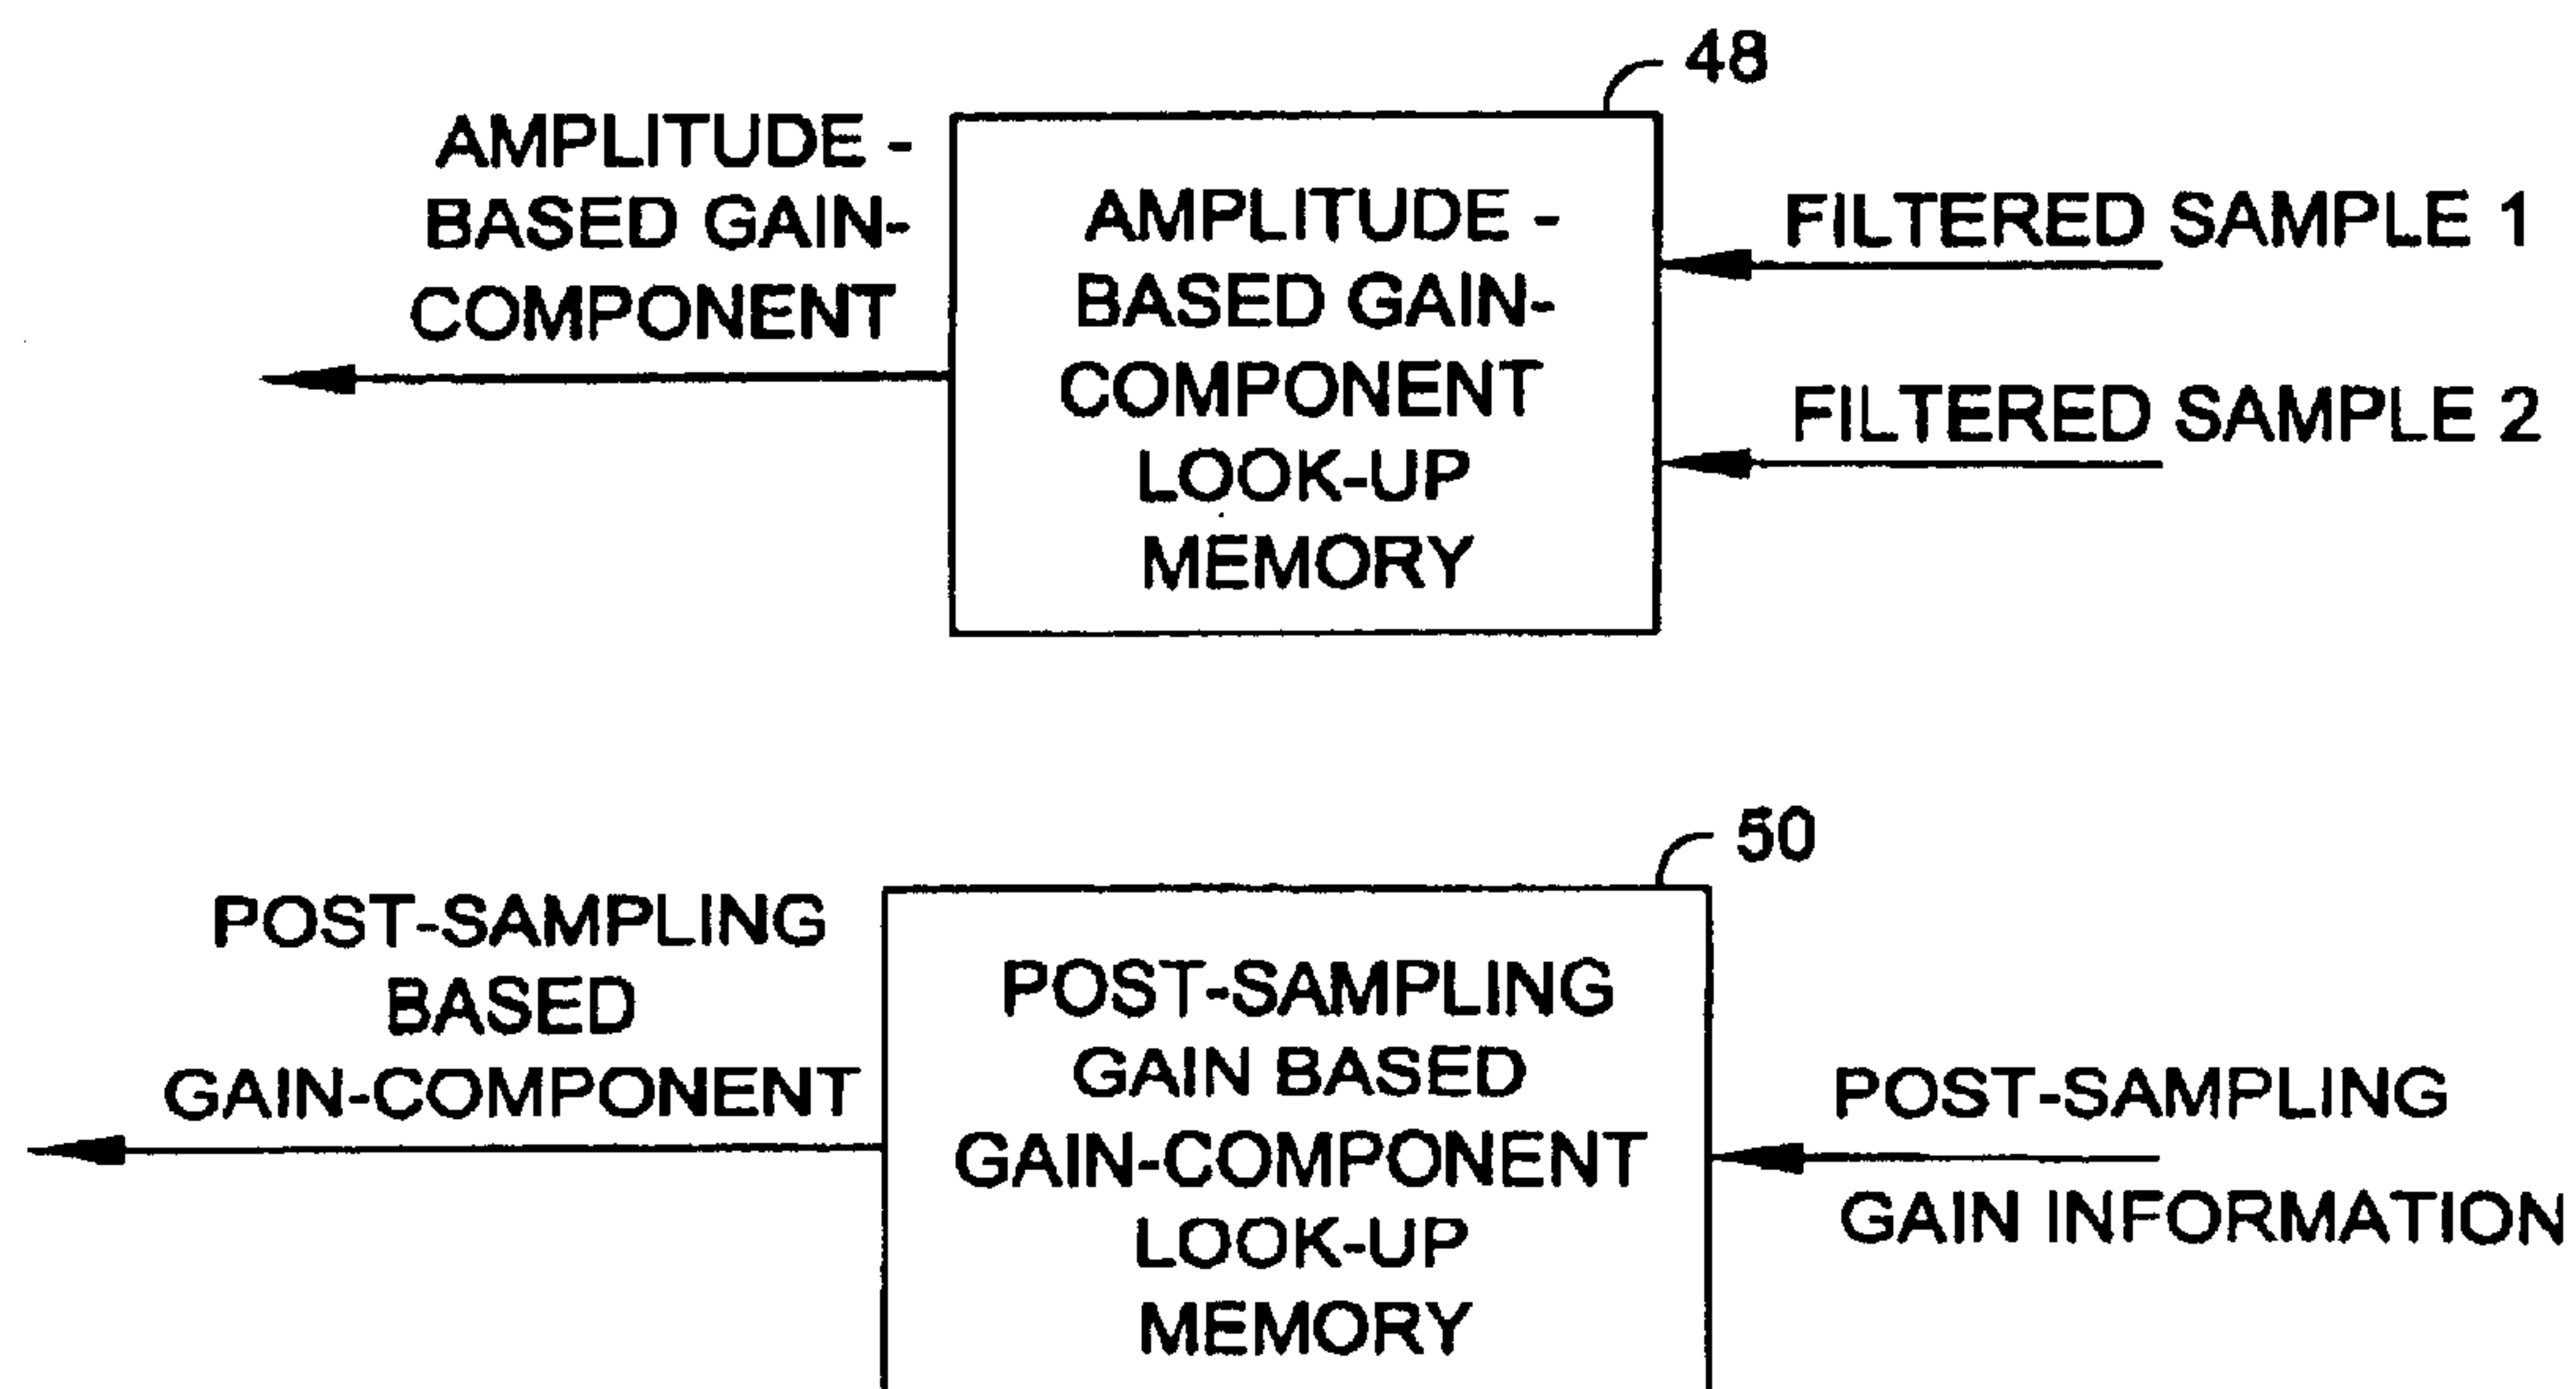 48
AMPLITUDE -
BASED GAIN-
COMPONENT
AMPLITUDE -
BASED GAIN-
COMPONENT
LOOK-UP
MEMORY
FILTERED SAMPLE 1
FILTERED SAMPLE 2
50
POST-SAMPLING
BASED
GAIN-COMPONENT
POST-SAMPLING
GAIN BASED
GAIN-COMPONENT
LOOK-UP
MEMORY
POST-SAMPLING
GAIN INFORMATION